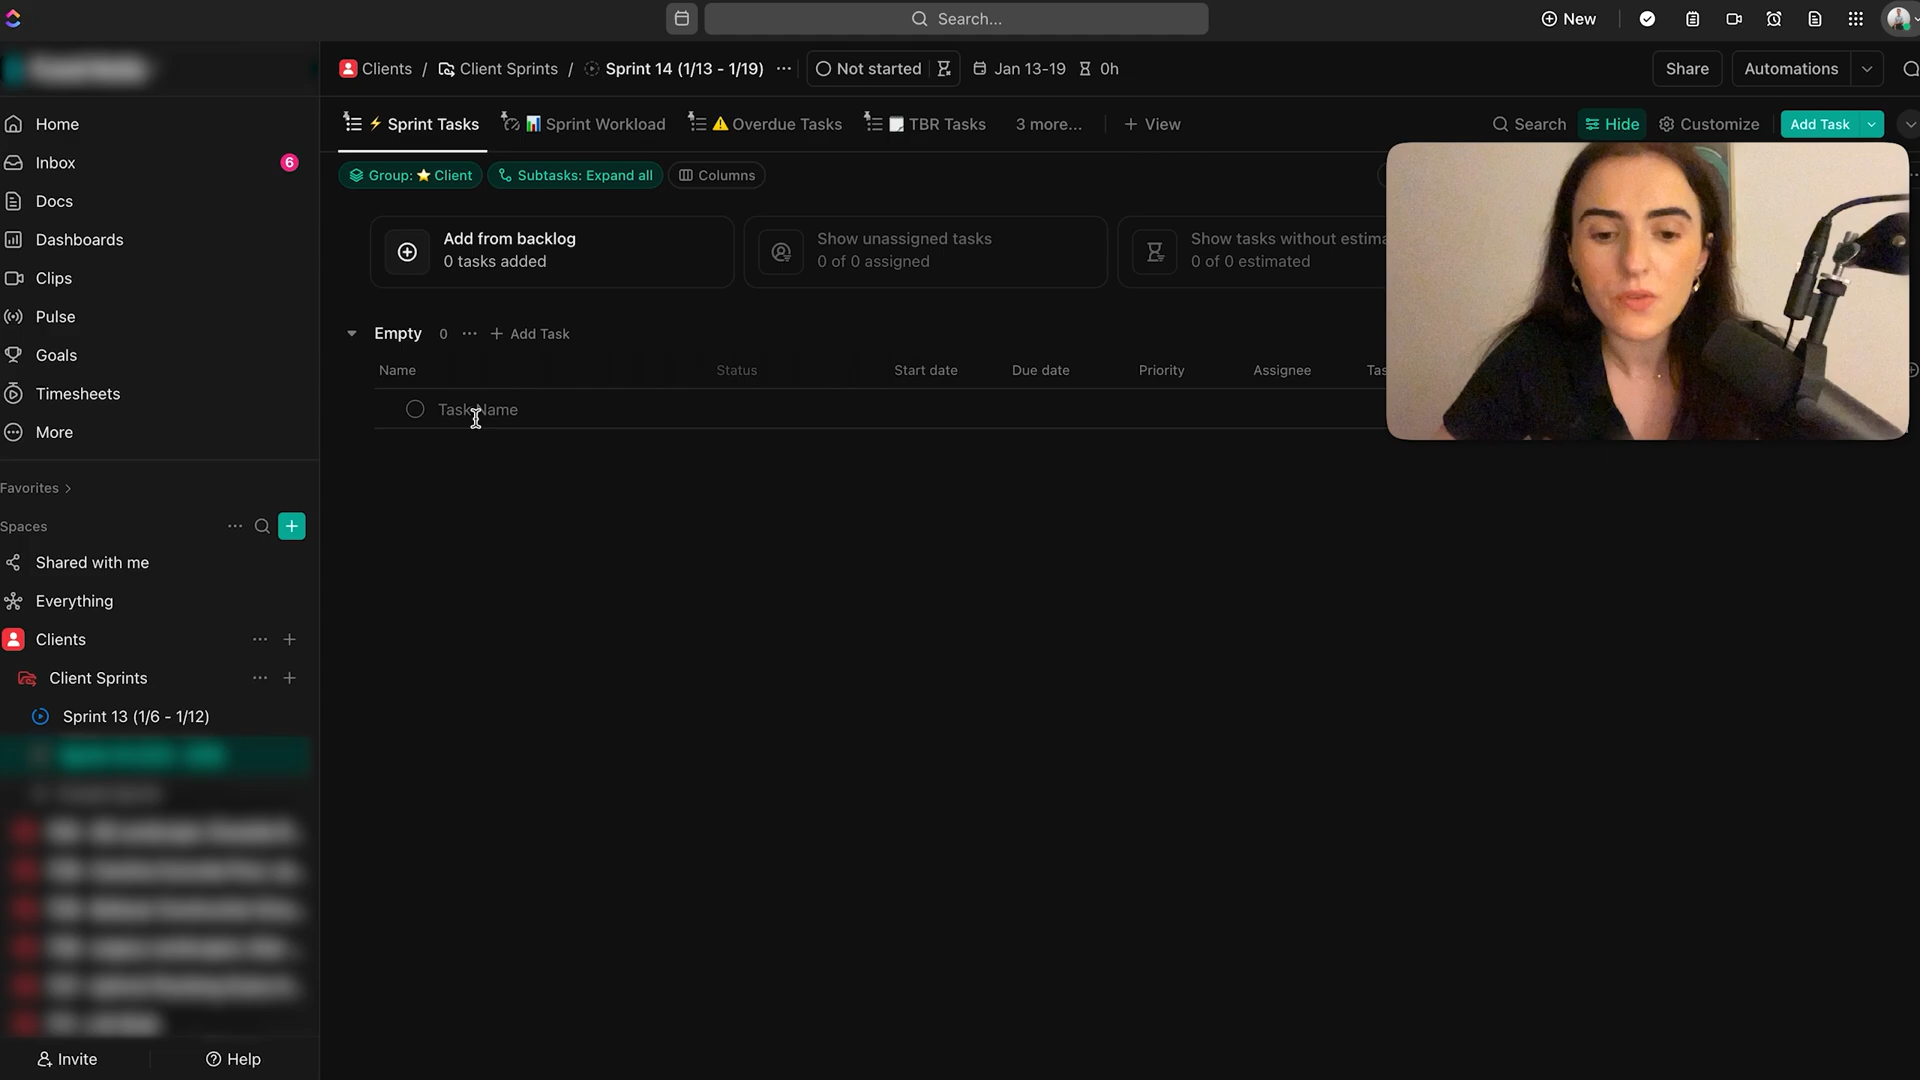 Search...
New
Clients / Client Sprints / Sprint 14 (1/13 - 1/19) ... Not started Jan 13-19 0h
Share
Automations
Sprint Tasks
Sprint Workload
Overdue Tasks
TBR Tasks
3 more...
+ View
Search
Hide
Customize
Add Task
Group: ⭐ Client
Subtasks: Expand all
Columns
Add from backlog
0 tasks added
Show unassigned tasks
0 of 0 assigned
Show tasks without
0 of 0 estimated
Empty 0 ... + Add Task
Name Status Start date Due date Priority Assignee
Task Name
Home
Inbox 6
Docs
Dashboards
Clips
Pulse
Goals
Timesheets
More
Favorites >
Spaces
Shared with me
Everything
Clients
Client Sprints
Sprint 13 (1/6 - 1/12)
Invite
Help